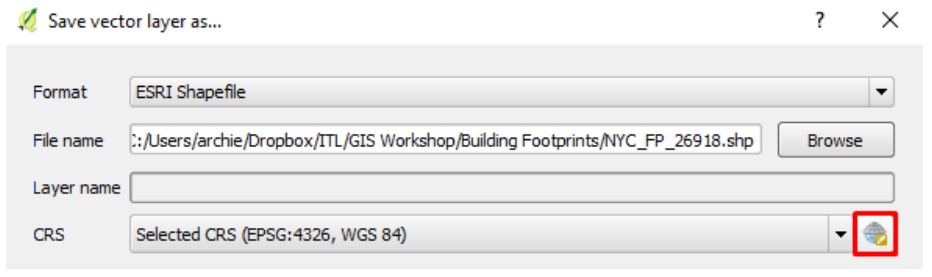 Save vector layer as...
?
Format ESRI Shapefile
File name :/Users/archie/Dropbox/ITL/GIS Workshop/Building Footprints/NYC_FP_26918.shp Browse
Layer name
CRS Selected CRS (EPSG:4326, WGS 84)